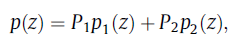 p(z) = P₁p₁(z) + P₂p₂(z),